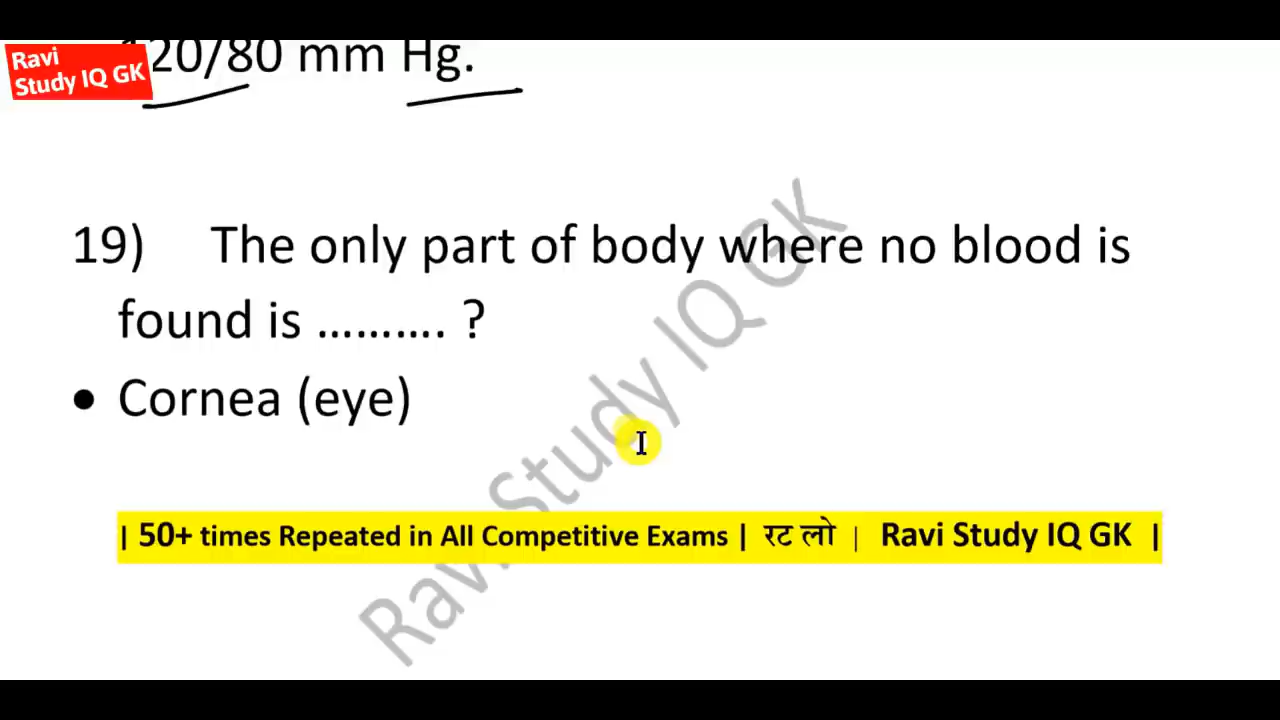 Ravi
Study IQ GK
120/80 mm Hg.
19) The only part of body where no blood is
found is ………. ?
• Cornea (eye)
| 50+ times Repeated in All Competitive Exams | रट लो | Ravi Study IQ GK |
Ravi Study IQ GK